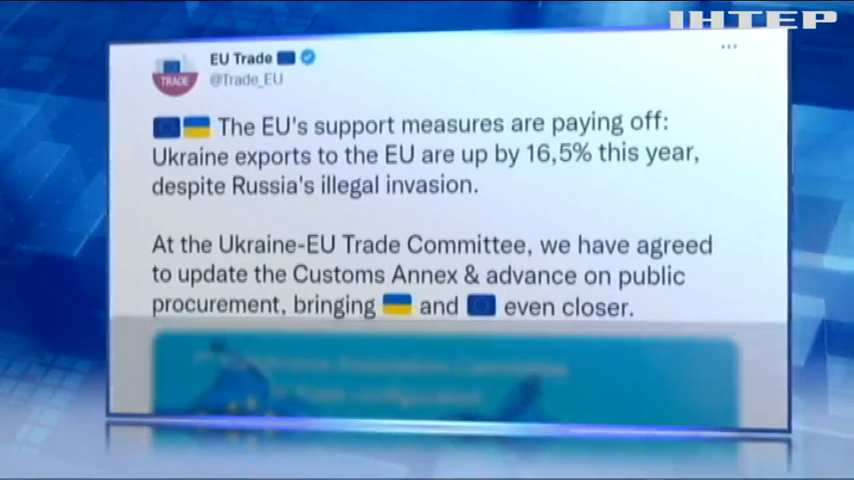 ІНТЕР
EU Trade 🇪🇺
@Trade_EU
TRADE
🇪🇺🇺🇦 The EU's support measures are paying off:
Ukraine exports to the EU are up by 16,5% this year,
despite Russia's illegal invasion.
At the Ukraine-EU Trade Committee, we have agreed
to update the Customs Annex & advance on public
procurement, bringing 🇺🇦 and 🇪🇺 even closer.